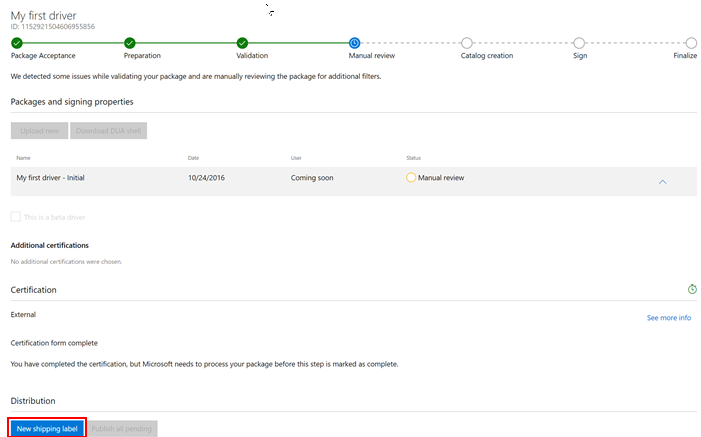 My first driver
ID: 1152921504606955856
Package Acceptance Preparation Validation Manual review Catalog creation Sign Finalize
We detected some issues while validating your package and are manually reviewing the package for additional filters.
Packages and signing properties
Upload new Download DUA shell
Name Date User Status
My first driver - Initial 10/24/2016 Coming soon Manual review
This is a beta driver
Additional certifications
No additional certifications were chosen.
Certification
External
See more info
Certification form complete
You have completed the certification, but Microsoft needs to process your package before this step is marked as complete.
Distribution
New shipping label Publish all pending